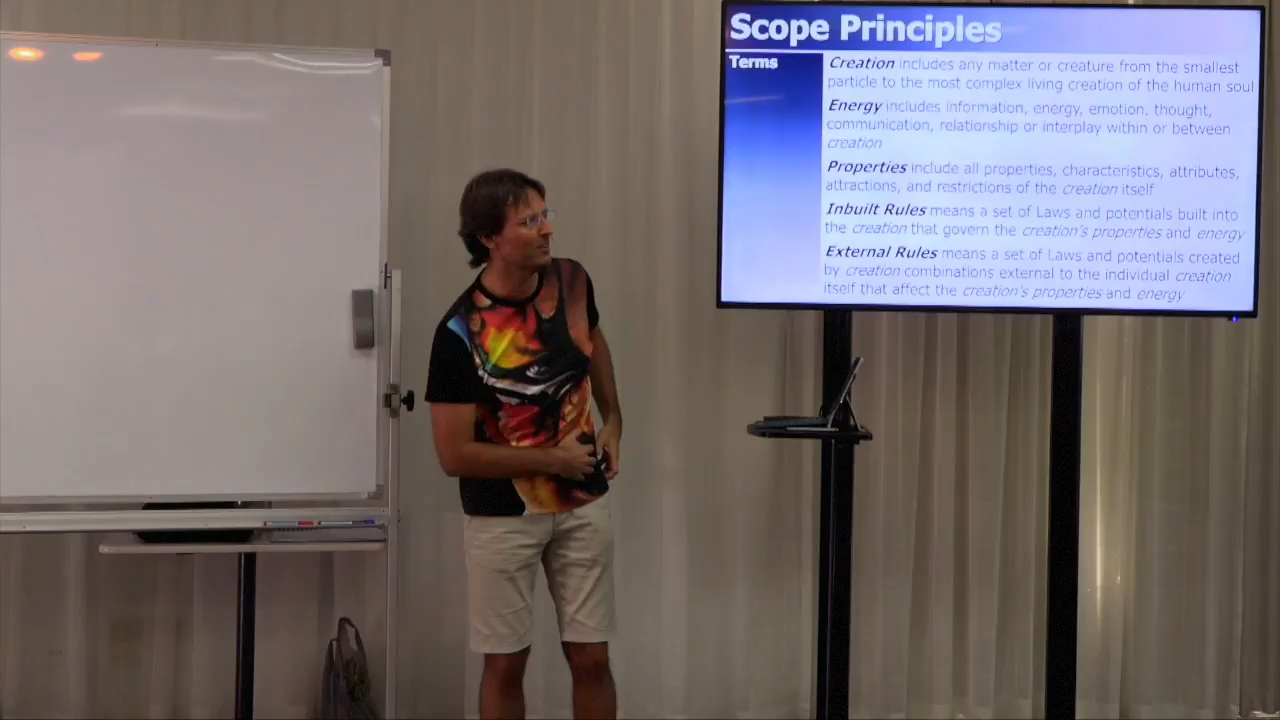 Scope Principles
Terms
Creation includes any matter or creature from the smallest
particle to the most complex living creation of the human soul
Energy includes information, energy, emotion, thought,
communication, relationship or interplay within or between
creation
Properties include all properties, characteristics, attributes,
attractions, and restrictions of the creation itself
Inbuilt Rules means a set of Laws and potentials built into
the creation that govern the creation's properties and energy
External Rules means a set of Laws and potentials created
by creation combinations external to the individual creation
itself that affect the creation's properties and energy